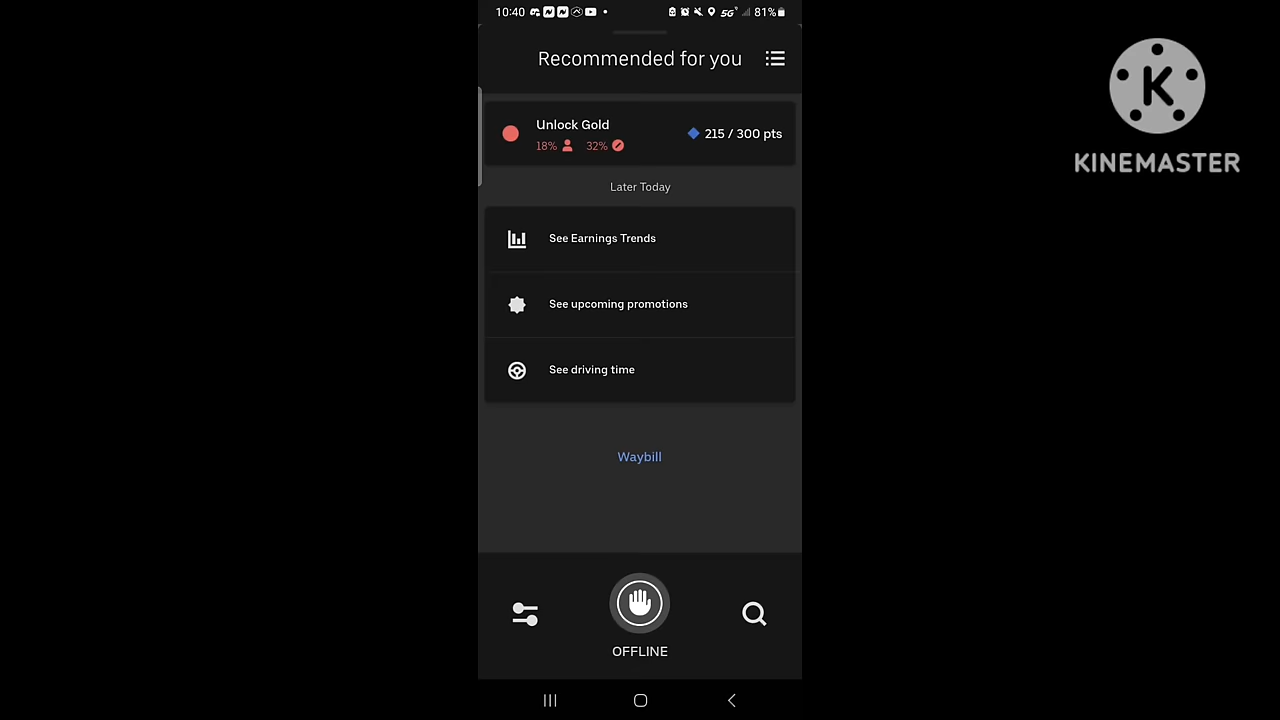 10:40 5G 81%
Recommended for you
Unlock Gold
18% 32%
215 / 300 pts
Later Today
See Earnings Trends
See upcoming promotions
See driving time
Waybill
OFFLINE
K
KINEMASTER